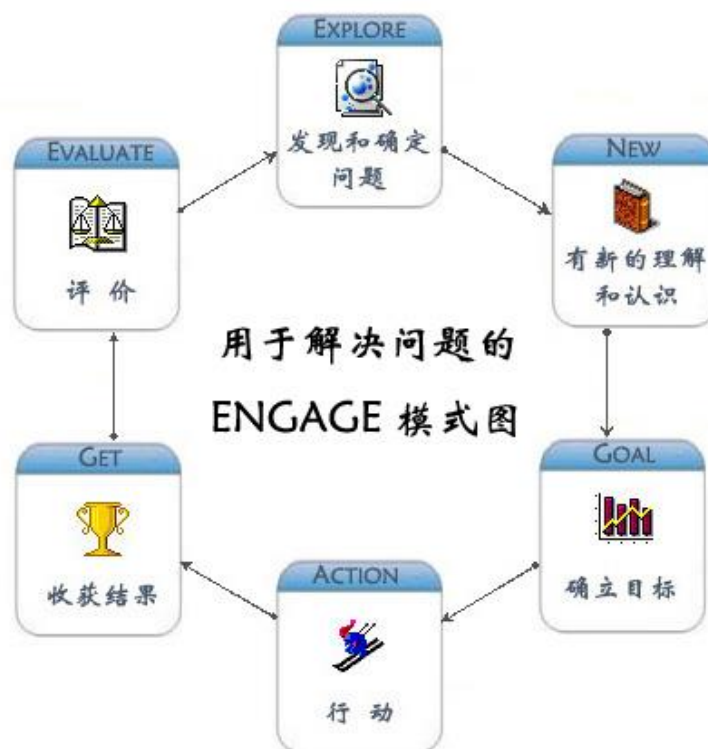 EXPLORE
发现和确定
问题
NEW
有新的理解
和认识
GOAL
确立目标
ACTION
行 动
GET
收获结果
EVALUATE
评 价
用于解决问题的
ENGAGE 模式图